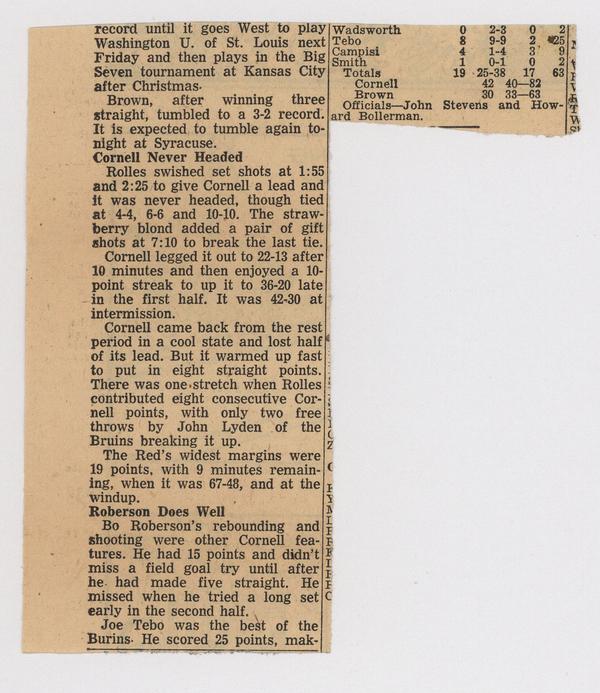 record until it goes West to play
Washington U. of St. Louis next
Friday and then plays in the Big
Seven tournament at Kansas City
after Christmas.
Brown, after winning three
straight, tumbled to a 3-2 record.
It is expected to tumble again to-
night at Syracuse.
Cornell Never Headed
Rolles swished set shots at 1:55
and 2:25 to give Cornell a lead and
it was never headed, though tied
at 4-4, 6-6 and 10-10. The straw-
berry blond added a pair of gift
shots at 7:10 to break the last tie.
Cornell legged it out to 22-13 after
10 minutes and then enjoyed a 10-
point streak to up it to 36-20 late
in the first half. It was 42-30 at
intermission.
Cornell came back from the rest
period in a cool state and lost half
of its lead. But it warmed up fast
to put in eight straight points.
There was one stretch when Rolles
contributed eight consecutive Cor-
nell points, with only two free
throws by John Lyden of the
Bruins breaking it up.
The Red's widest margins were
19 points, with 9 minutes remain-
ing, when it was 67-48, and at the
windup.
Roberson Does Well
Bo Roberson's rebounding and
shooting were other Cornell fea-
tures. He had 15 points and didn't
miss a field goal try until after
he had made five straight. He
missed when he tried a long set
early in the second half.
Joe Tebo was the best of the
Burins. He scored 25 points, mak-
Wadsworth 0 2-3 0 2
Tebo 8 9-9 2 25
Campisi 4 1-4 3 9
Smith 1 0-1 0 2
Totals 19 25-38 17 63
Cornell 42 40—82
Brown 30 33—63
Officials—John Stevens and How-
ard Bollerman.